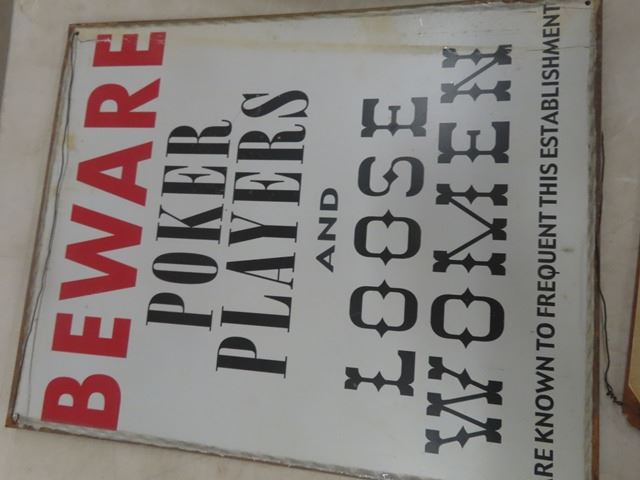 BEWARE
POKER
PLAYERS
AND
LOOSE
WOMEN
ARE KNOWN TO FREQUENT THIS ESTABLISHMENT